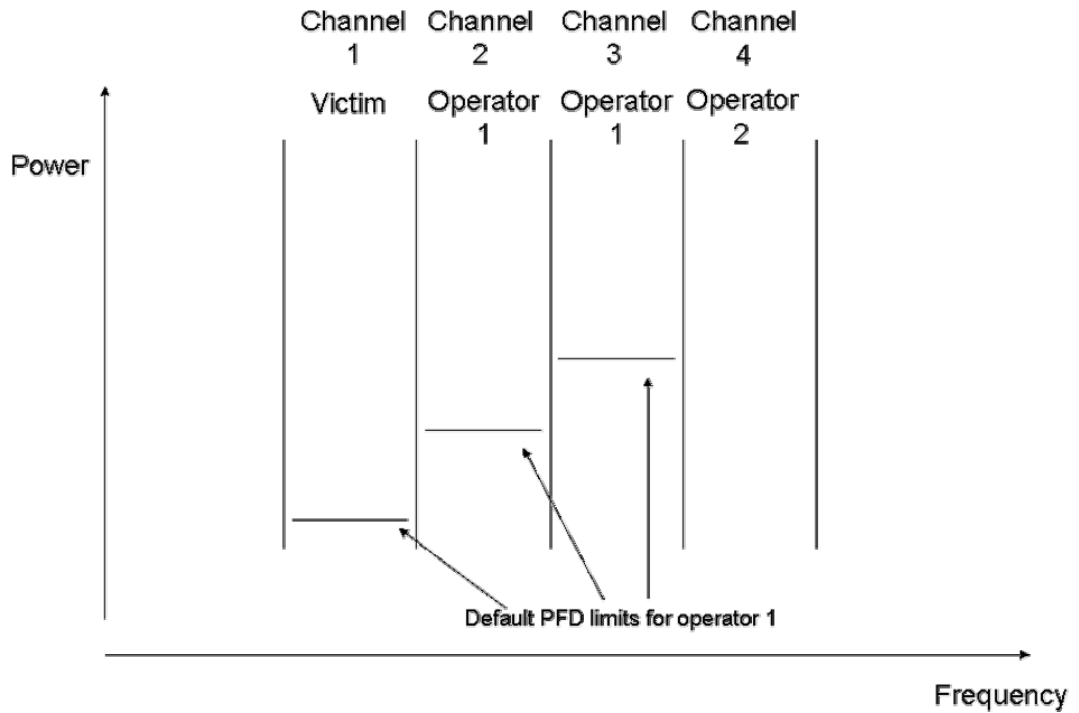 Channel 1
Channel 2
Channel 3
Channel 4
Victim
Operator 1
Operator 1
Operator 2
Power
Default PFD limits for operator 1
Frequency